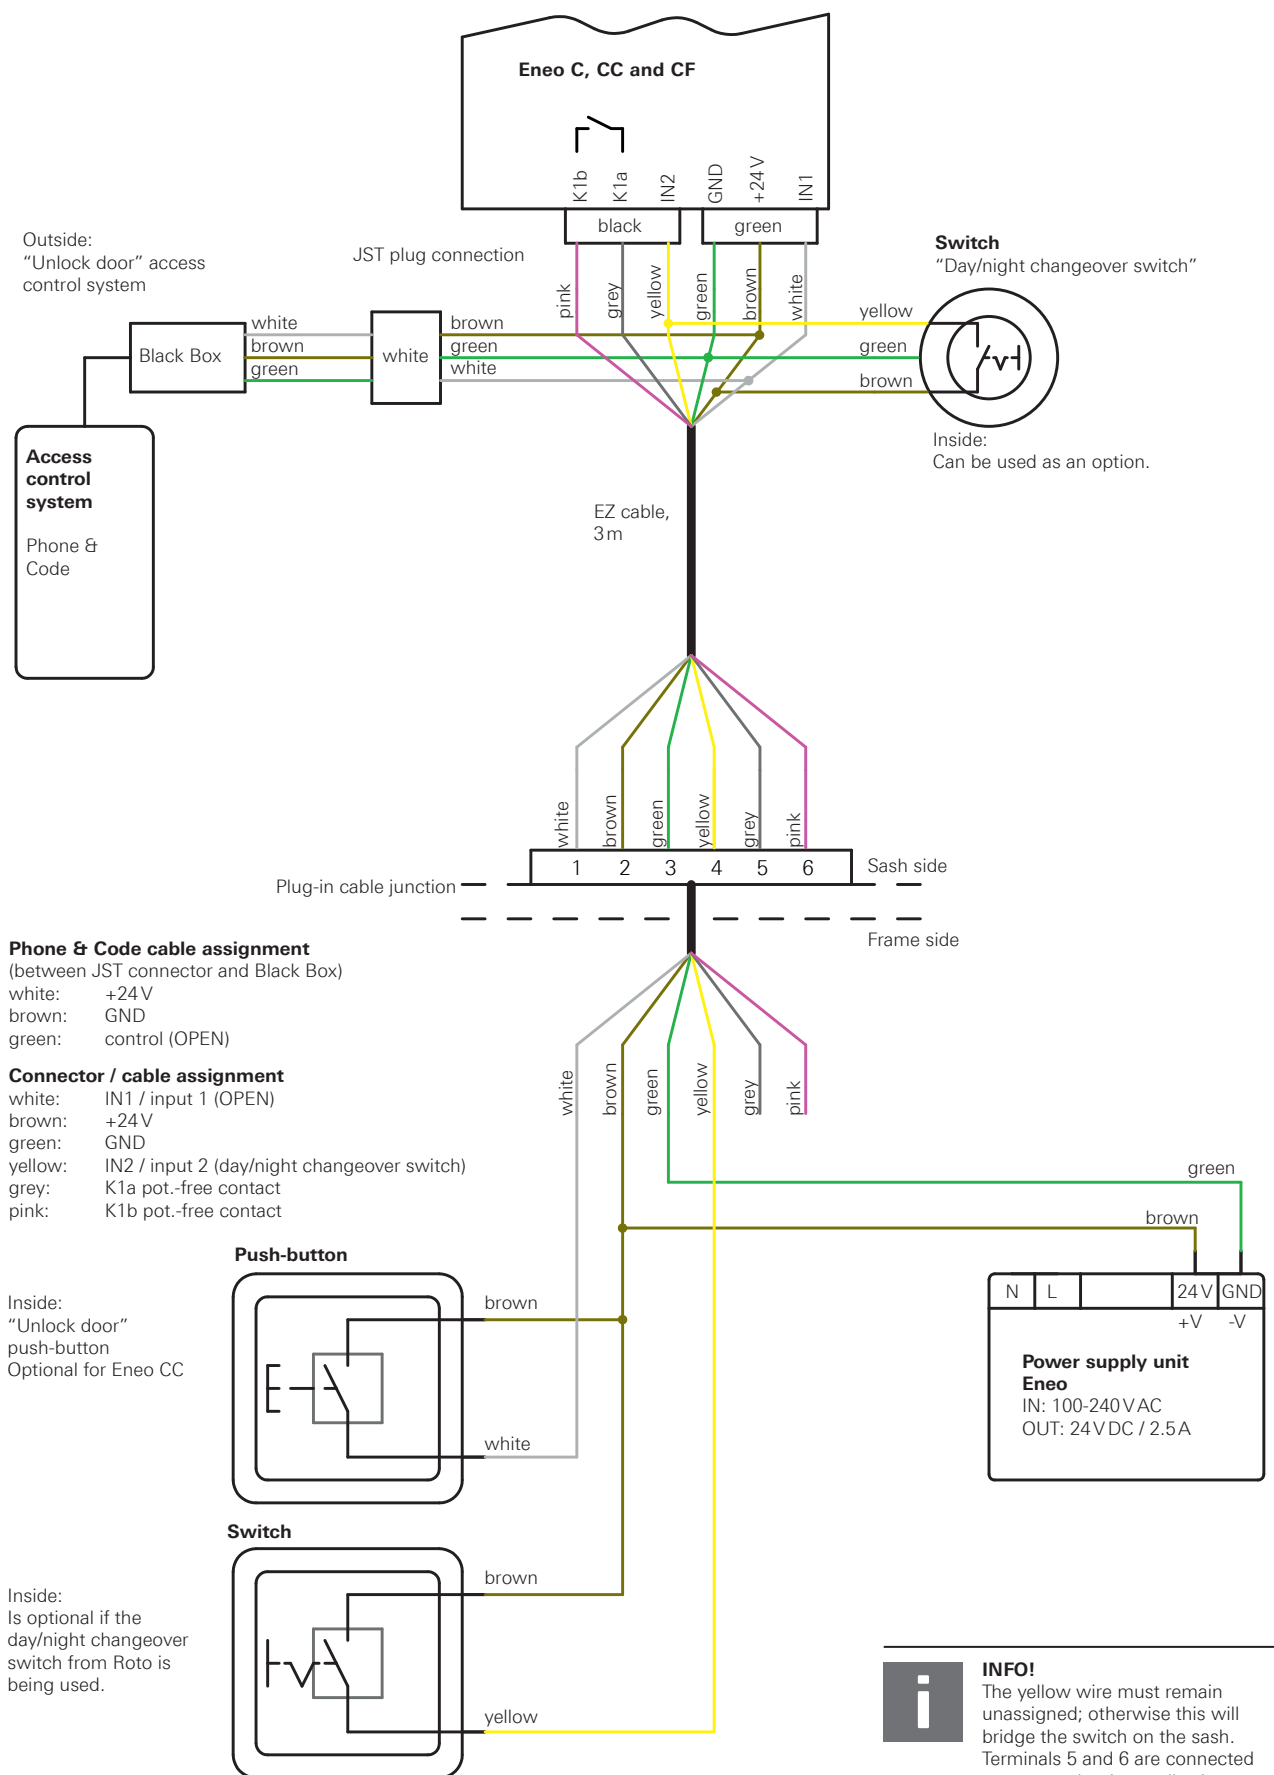 Eneo C, CC and CF
K1b
K1a
IN2
GND
+24 V
IN1
black
green
Outside:
"Unlock door" access
control system
JST plug connection
Switch
"Day/night changeover switch"
pink
grey
yellow
green
brown
white
Black Box
white
brown
green
white
brown
green
white
yellow
green
brown
Access
control
system
Phone &
Code
Inside:
Can be used as an option.
EZ cable,
3 m
white
brown
green
yellow
grey
pink
1 2 3 4 5 6
Sash side
Plug-in cable junction
Frame side
Phone & Code cable assignment
(between JST connector and Black Box)
white: +24 V
brown: GND
green: control (OPEN)
Connector / cable assignment
white: IN1 / input 1 (OPEN)
brown: +24 V
green: GND
yellow: IN2 / input 2 (day/night changeover switch)
grey: K1a pot.-free contact
pink: K1b pot.-free contact
white
brown
green
yellow
grey
pink
green
brown
Push-button
Inside:
"Unlock door"
push-button
Optional for Eneo CC
brown
white
N L 24 V GND
+V -V
Power supply unit
Eneo
IN: 100-240 V AC
OUT: 24 V DC / 2.5 A
Switch
Inside:
Is optional if the
day/night changeover
switch from Roto is
being used.
brown
yellow
i
INFO!
The yellow wire must remain
unassigned; otherwise this will
bridge the switch on the sash.
Terminals 5 and 6 are connected